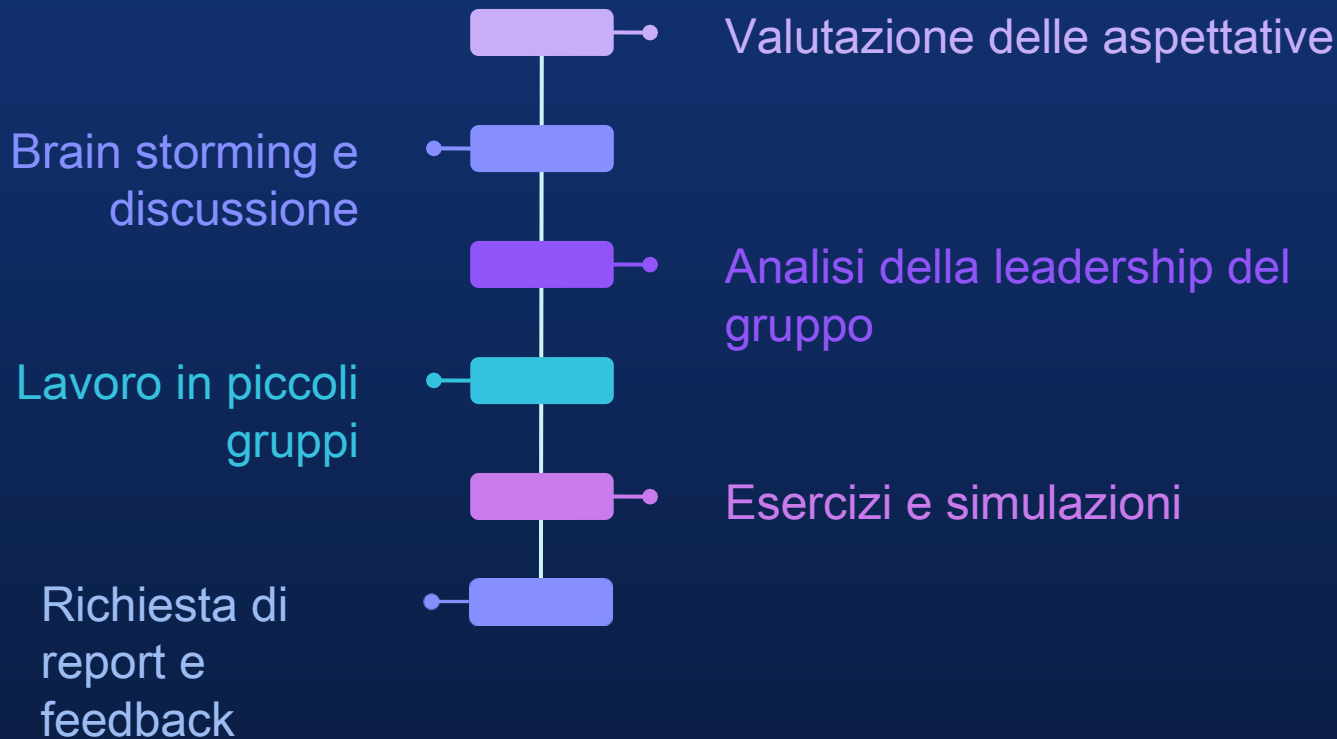 Valutazione delle aspettative
Brain storming e
discussione
Analisi della leadership del
gruppo
Lavoro in piccoli
gruppi
Esercizi e simulazioni
Richiesta di
report e
feedback